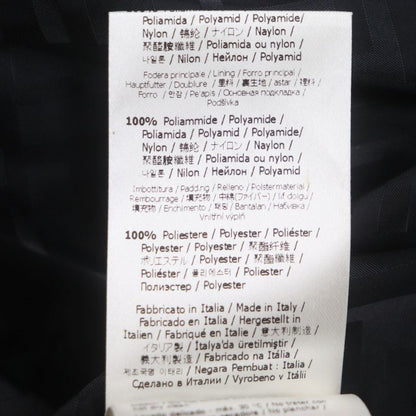 Poliamida / Polyamid / Polyamide/
Nylon / 锦纶 / ナイロン / Naylon /
聚醯胺纖維 / Poliamida ou nylon /
나일론 / Nilon / Нейлон / Polyamid
Fodera principale / Lining / Forro principal /
Hauptfutter / Doublure / 里料 / 裏生地 / astar / 裡料 /
Forro / 안감 / Pelapis / Основная подкладка /
Podšívka
100% Poliammide / Polyamide /
Poliamida / Polyamid / Polyamide/
Nylon / 锦纶 / ナイロン / Naylon /
聚醯胺纖維 / Poliamida ou nylon /
나일론 / Nilon / Нейлон / Polyamid
Imbottitura / Padding / Relleno / Polstermaterial /
Rembourrage / 填充物 / 中綿(ファイバー) / lif dolgu /
填充物 / Enchimento / 패딩 / Bantalan / Набивка /
Vnitřní výplň
100% Poliestere / Polyester / Poliéster /
Polyester / Polyester / 聚酯纤维 /
ポリエステル / Polyester / 聚酯纖維 /
Poliéster / 폴리에스터 / Poliester /
Полиэстер / Polyester
Fabbricato in Italia / Made in Italy /
Fabricado en Italia / Hergestellt in
Italien / Fabriqué en Italie / 意大利制造 /
イタリア製 / İtalya'da üretilmiştir /
義大利製造 / Fabricado na Itália /
제조국명 이태리 / Negara Pembuat : Italia /
Сделано в Италии / Vyrobeno v Itálii